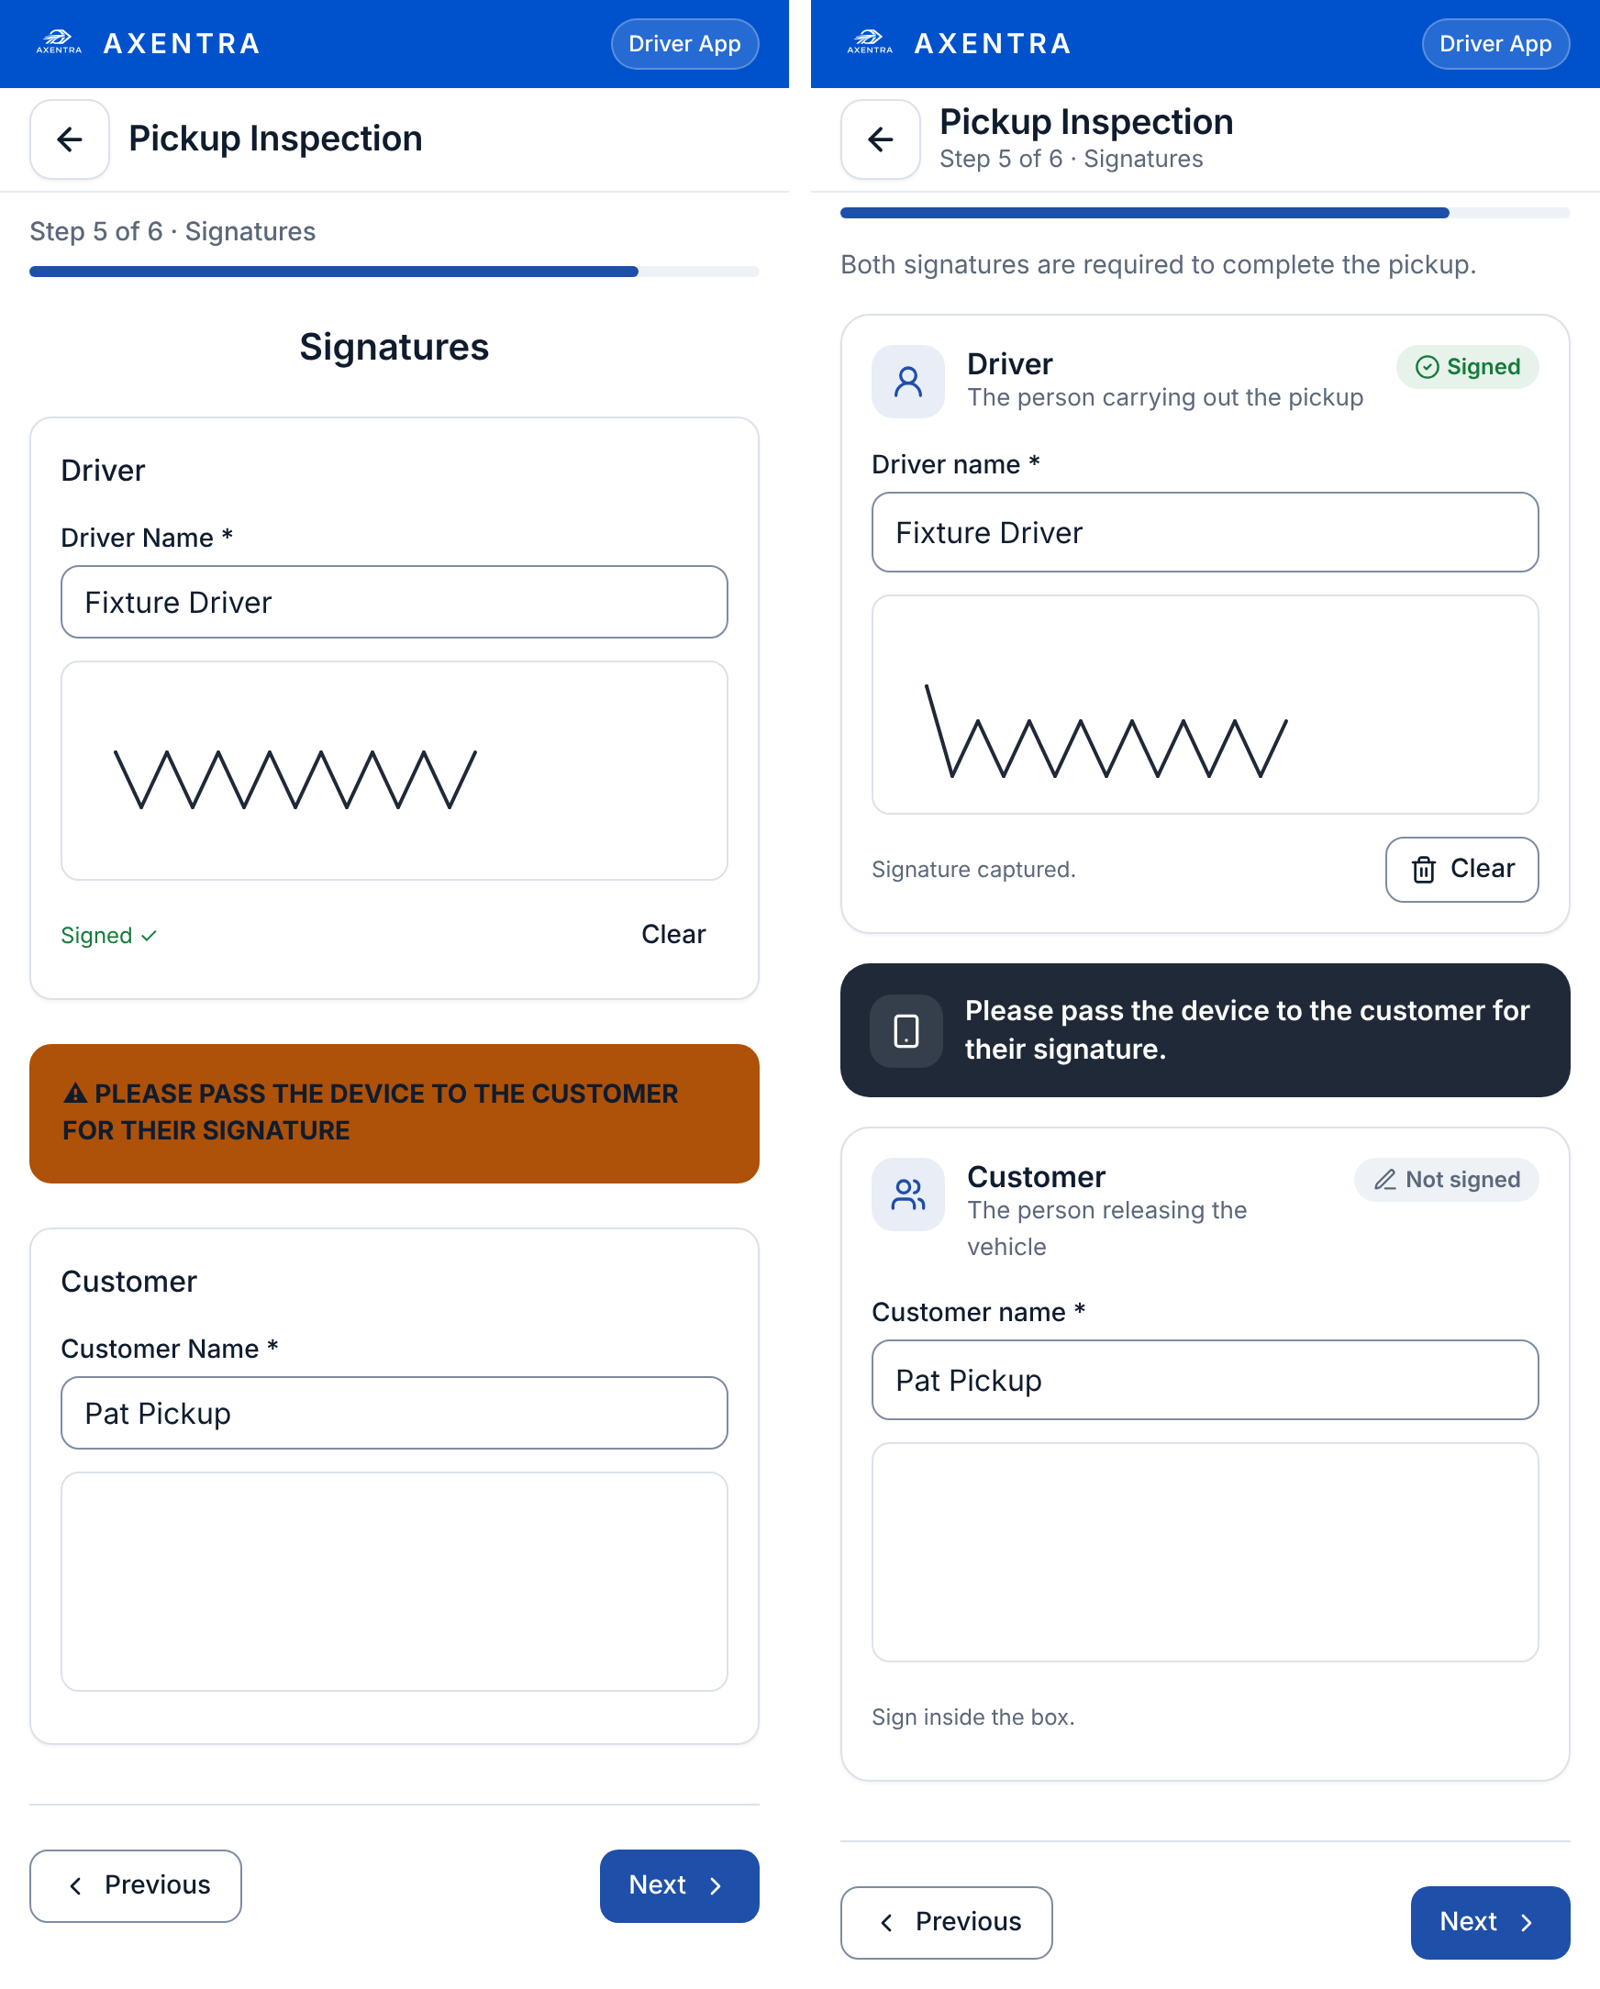 AXENTRA
AXENTRA
Driver App
Pickup Inspection
Step 5 of 6 · Signatures
Signatures
Driver
Driver Name *
Fixture Driver
Signed ✓
Clear
⚠ PLEASE PASS THE DEVICE TO THE CUSTOMER
FOR THEIR SIGNATURE
Customer
Customer Name *
Pat Pickup
Previous
Next
AXENTRA
AXENTRA
Driver App
Pickup Inspection
Step 5 of 6 · Signatures
Both signatures are required to complete the pickup.
Driver
The person carrying out the pickup
Signed
Driver name *
Fixture Driver
Signature captured.
Clear
Please pass the device to the customer for
their signature.
Customer
The person releasing the
vehicle
Not signed
Customer name *
Pat Pickup
Sign inside the box.
Previous
Next